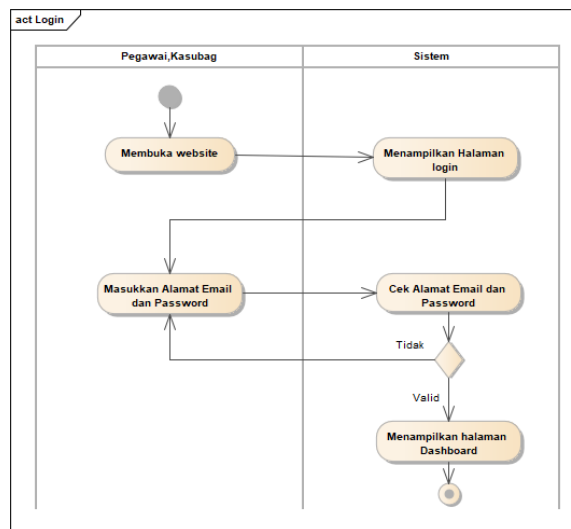 act Login
Pegawai,Kasubag
Sistem
Membuka website
Menampilkan Halaman
login
Masukkan Alamat Email
dan Password
Cek Alamat Email dan
Password
Tidak
Valid
Menampilkan halaman
Dashboard